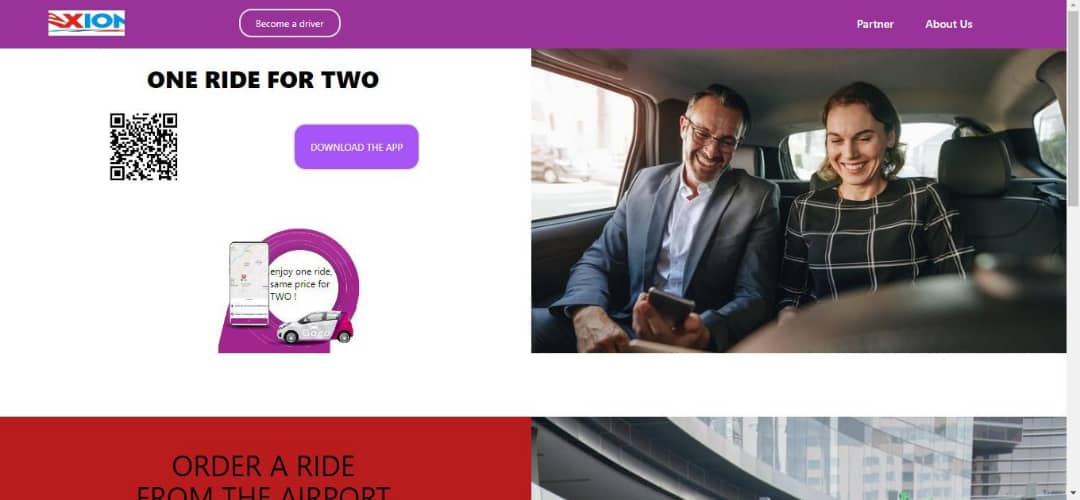 AXION
Become a driver
Partner
About Us
ONE RIDE FOR TWO
DOWNLOAD THE APP
enjoy one ride,
same price for
TWO !
ORDER A RIDE
FROM THE AIRPORT